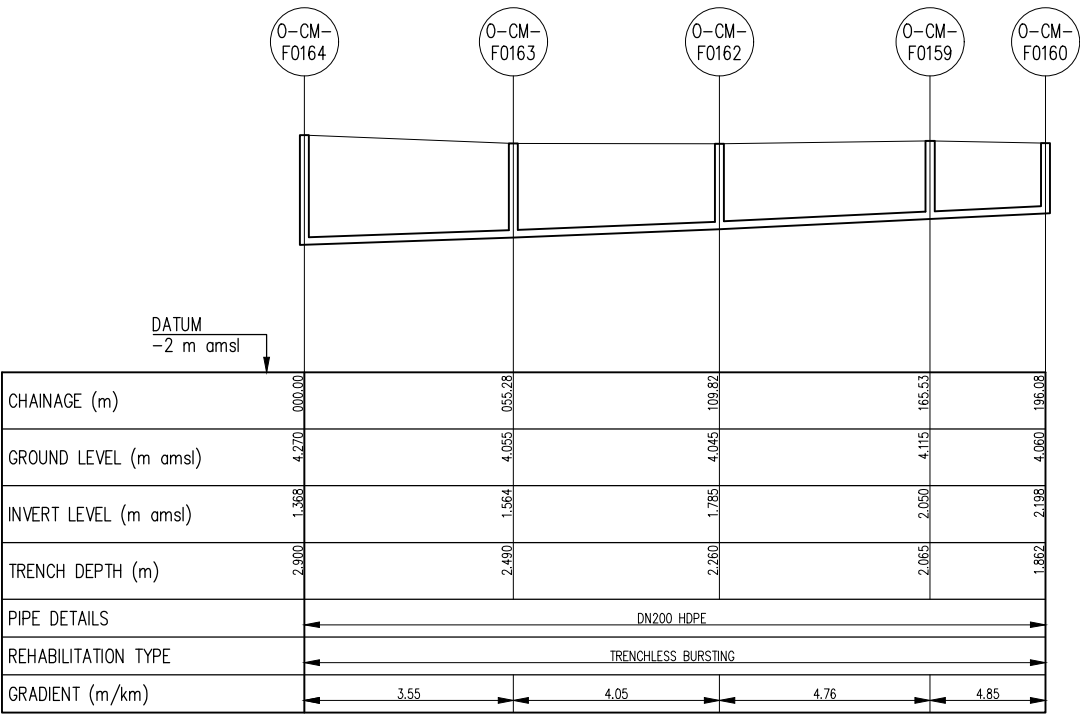 O-CM-
F0164
O-CM-
F0163
O-CM-
F0162
O-CM-
F0159
O-CM-
F0160
DATUM
-2 m amsl
CHAINAGE (m) 000.00 055.28 109.82 165.53 196.08
GROUND LEVEL (m amsl) 4.270 4.055 4.045 4.115 4.060
INVERT LEVEL (m amsl) 1.368 1.564 1.785 2.050 2.198
TRENCH DEPTH (m) 2.900 2.490 2.260 2.065 1.862
PIPE DETAILS DN200 HDPE
REHABILITATION TYPE TRENCHLESS BURSTING
GRADIENT (m/km) 3.55 4.05 4.76 4.85